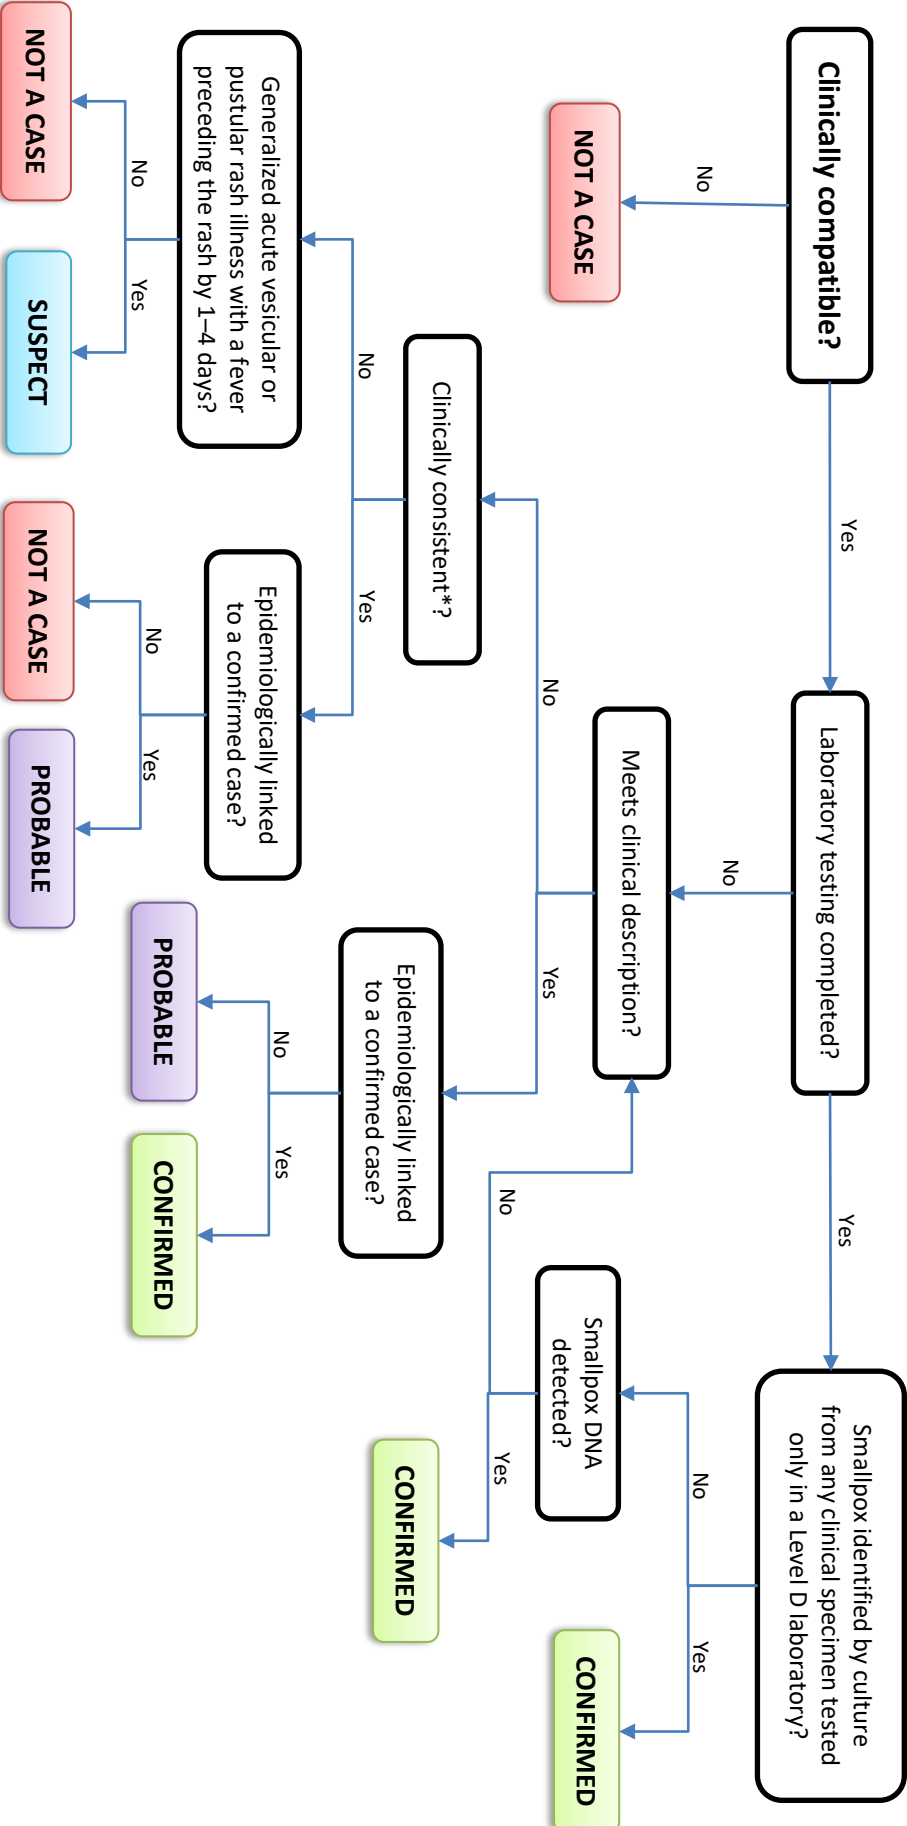 Clinically compatible?
Yes
Laboratory testing completed?
Yes
Smallpox identified by culture
from any clinical specimen tested
only in a Level D laboratory?
No
NOT A CASE
No
Meets clinical description?
No
Yes
Smallpox DNA
detected?
CONFIRMED
No
Yes
Clinically consistent*?
Epidemiologically linked
to a confirmed case?
No
Yes
CONFIRMED
No
Yes
Generalized acute vesicular or
pustular rash illness with a fever
preceding the rash by 1–4 days?
Epidemiologically linked
to a confirmed case?
No
Yes
PROBABLE
CONFIRMED
No
Yes
No
Yes
NOT A CASE
SUSPECT
NOT A CASE
PROBABLE